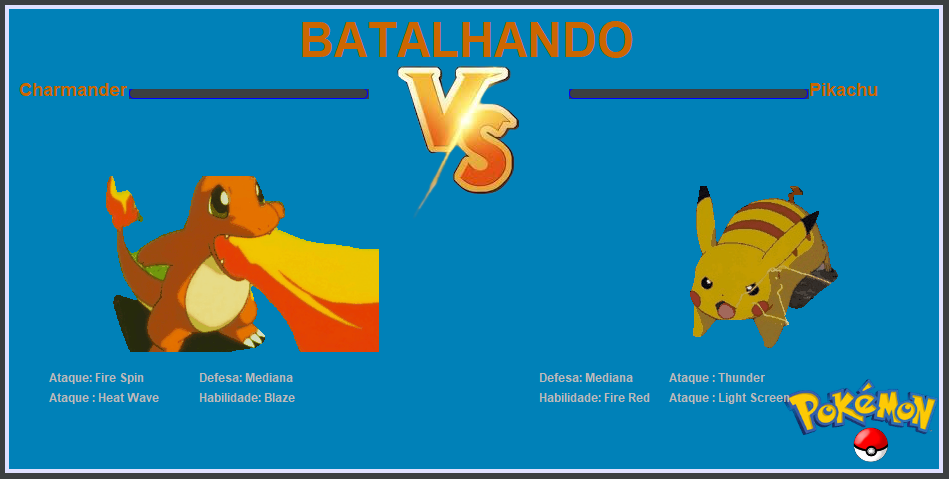 BATALHANDO
VS
Charmander
Pikachu
Ataque: Fire Spin
Defesa: Mediana
Ataque : Heat Wave
Habilidade: Blaze
Defesa: Mediana
Ataque : Thunder
Habilidade: Fire Red
Ataque : Light Screen
POKéMON